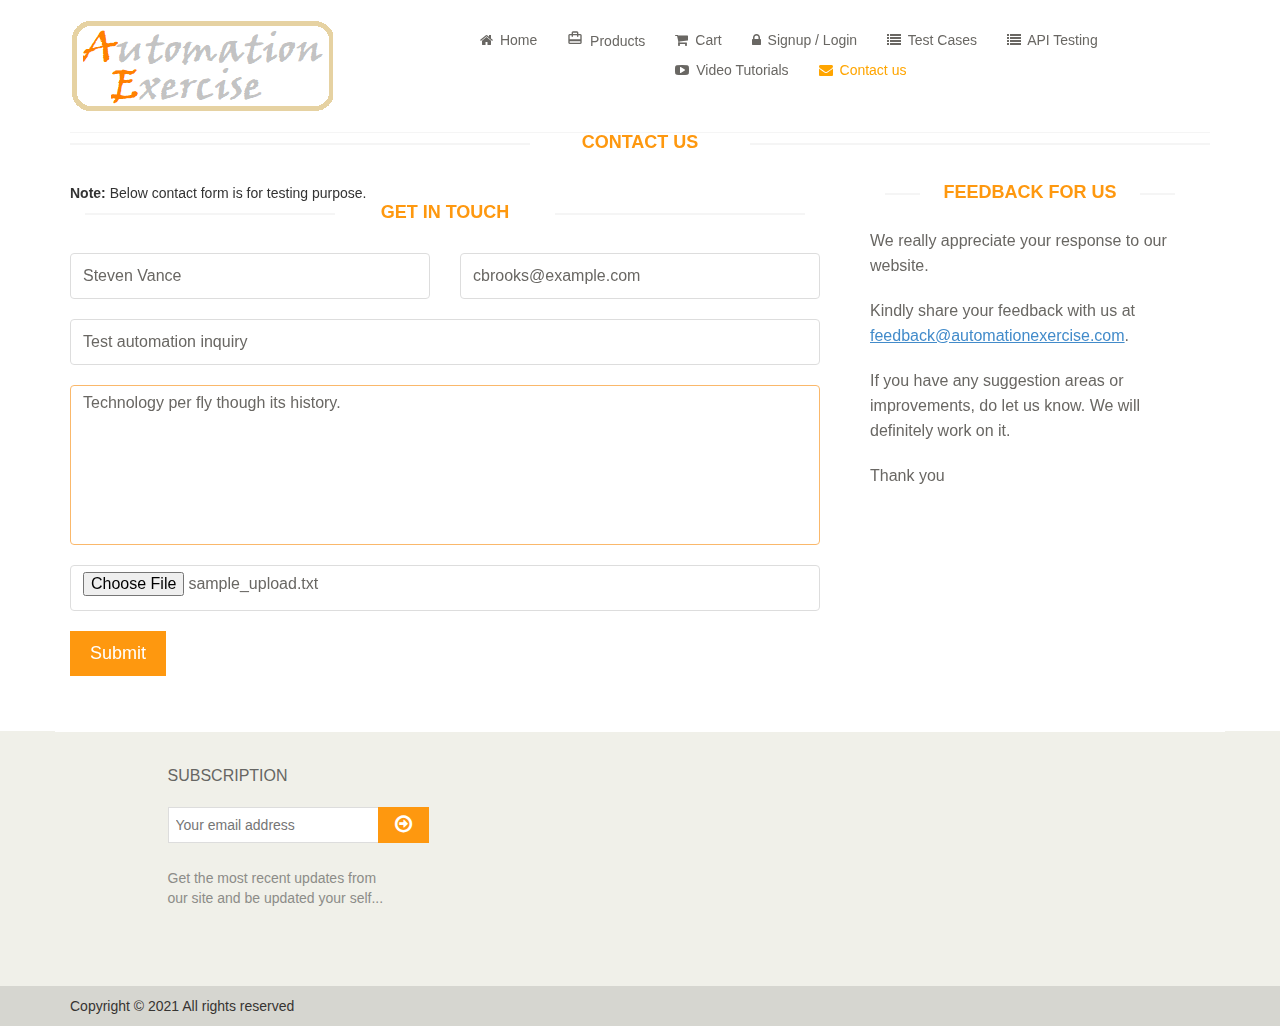 Automation
Exercise
Home
Products
Cart
Signup / Login
Test Cases
API Testing
Video Tutorials
Contact us
CONTACT US
Note: Below contact form is for testing purpose.
GET IN TOUCH
Steven Vance
cbrooks@example.com
Test automation inquiry
Technology per fly though its history.
Choose File sample_upload.txt
Submit
FEEDBACK FOR US
We really appreciate your response to our
website.
Kindly share your feedback with us at
feedback@automationexercise.com.
If you have any suggestion areas or
improvements, do let us know. We will
definitely work on it.
Thank you
SUBSCRIPTION
Your email address
Get the most recent updates from
our site and be updated your self...
Copyright © 2021 All rights reserved